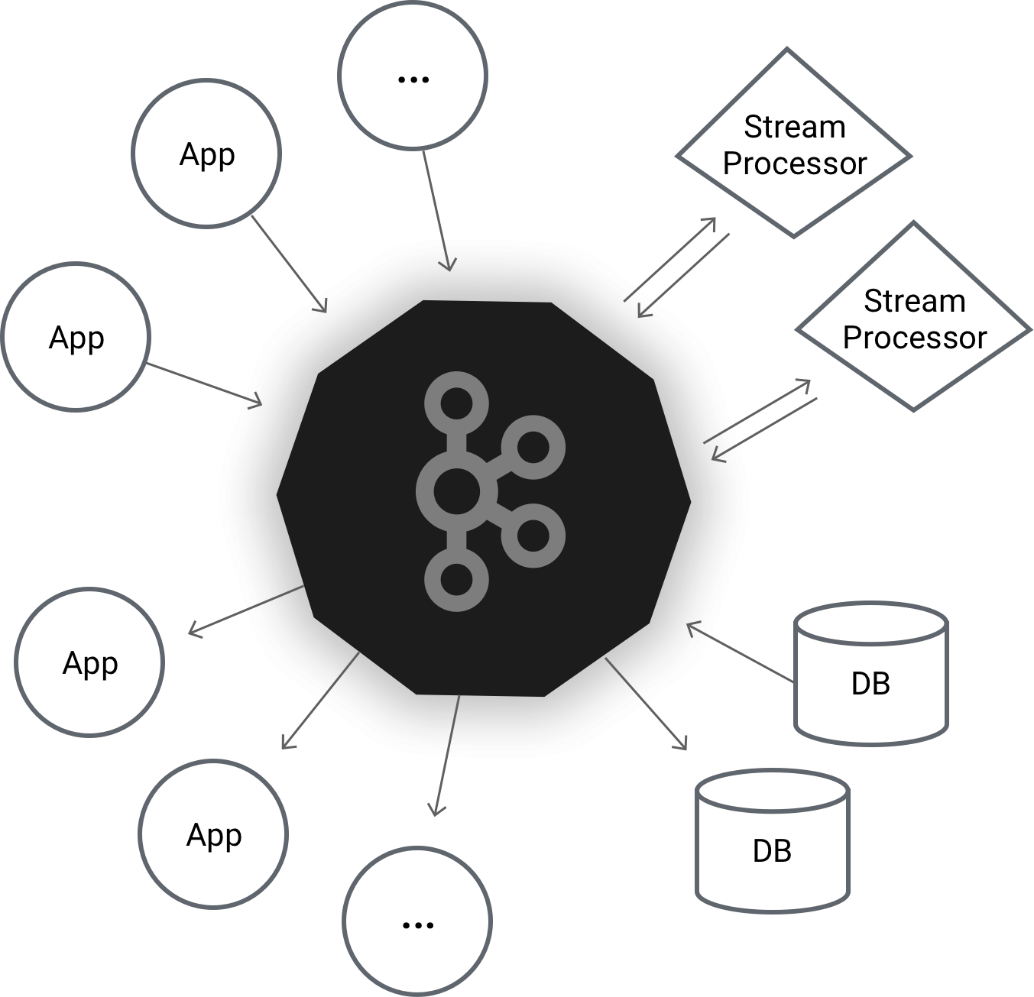 ...
App
Stream
Processor
App
Stream
Processor
App
DB
App
DB
...